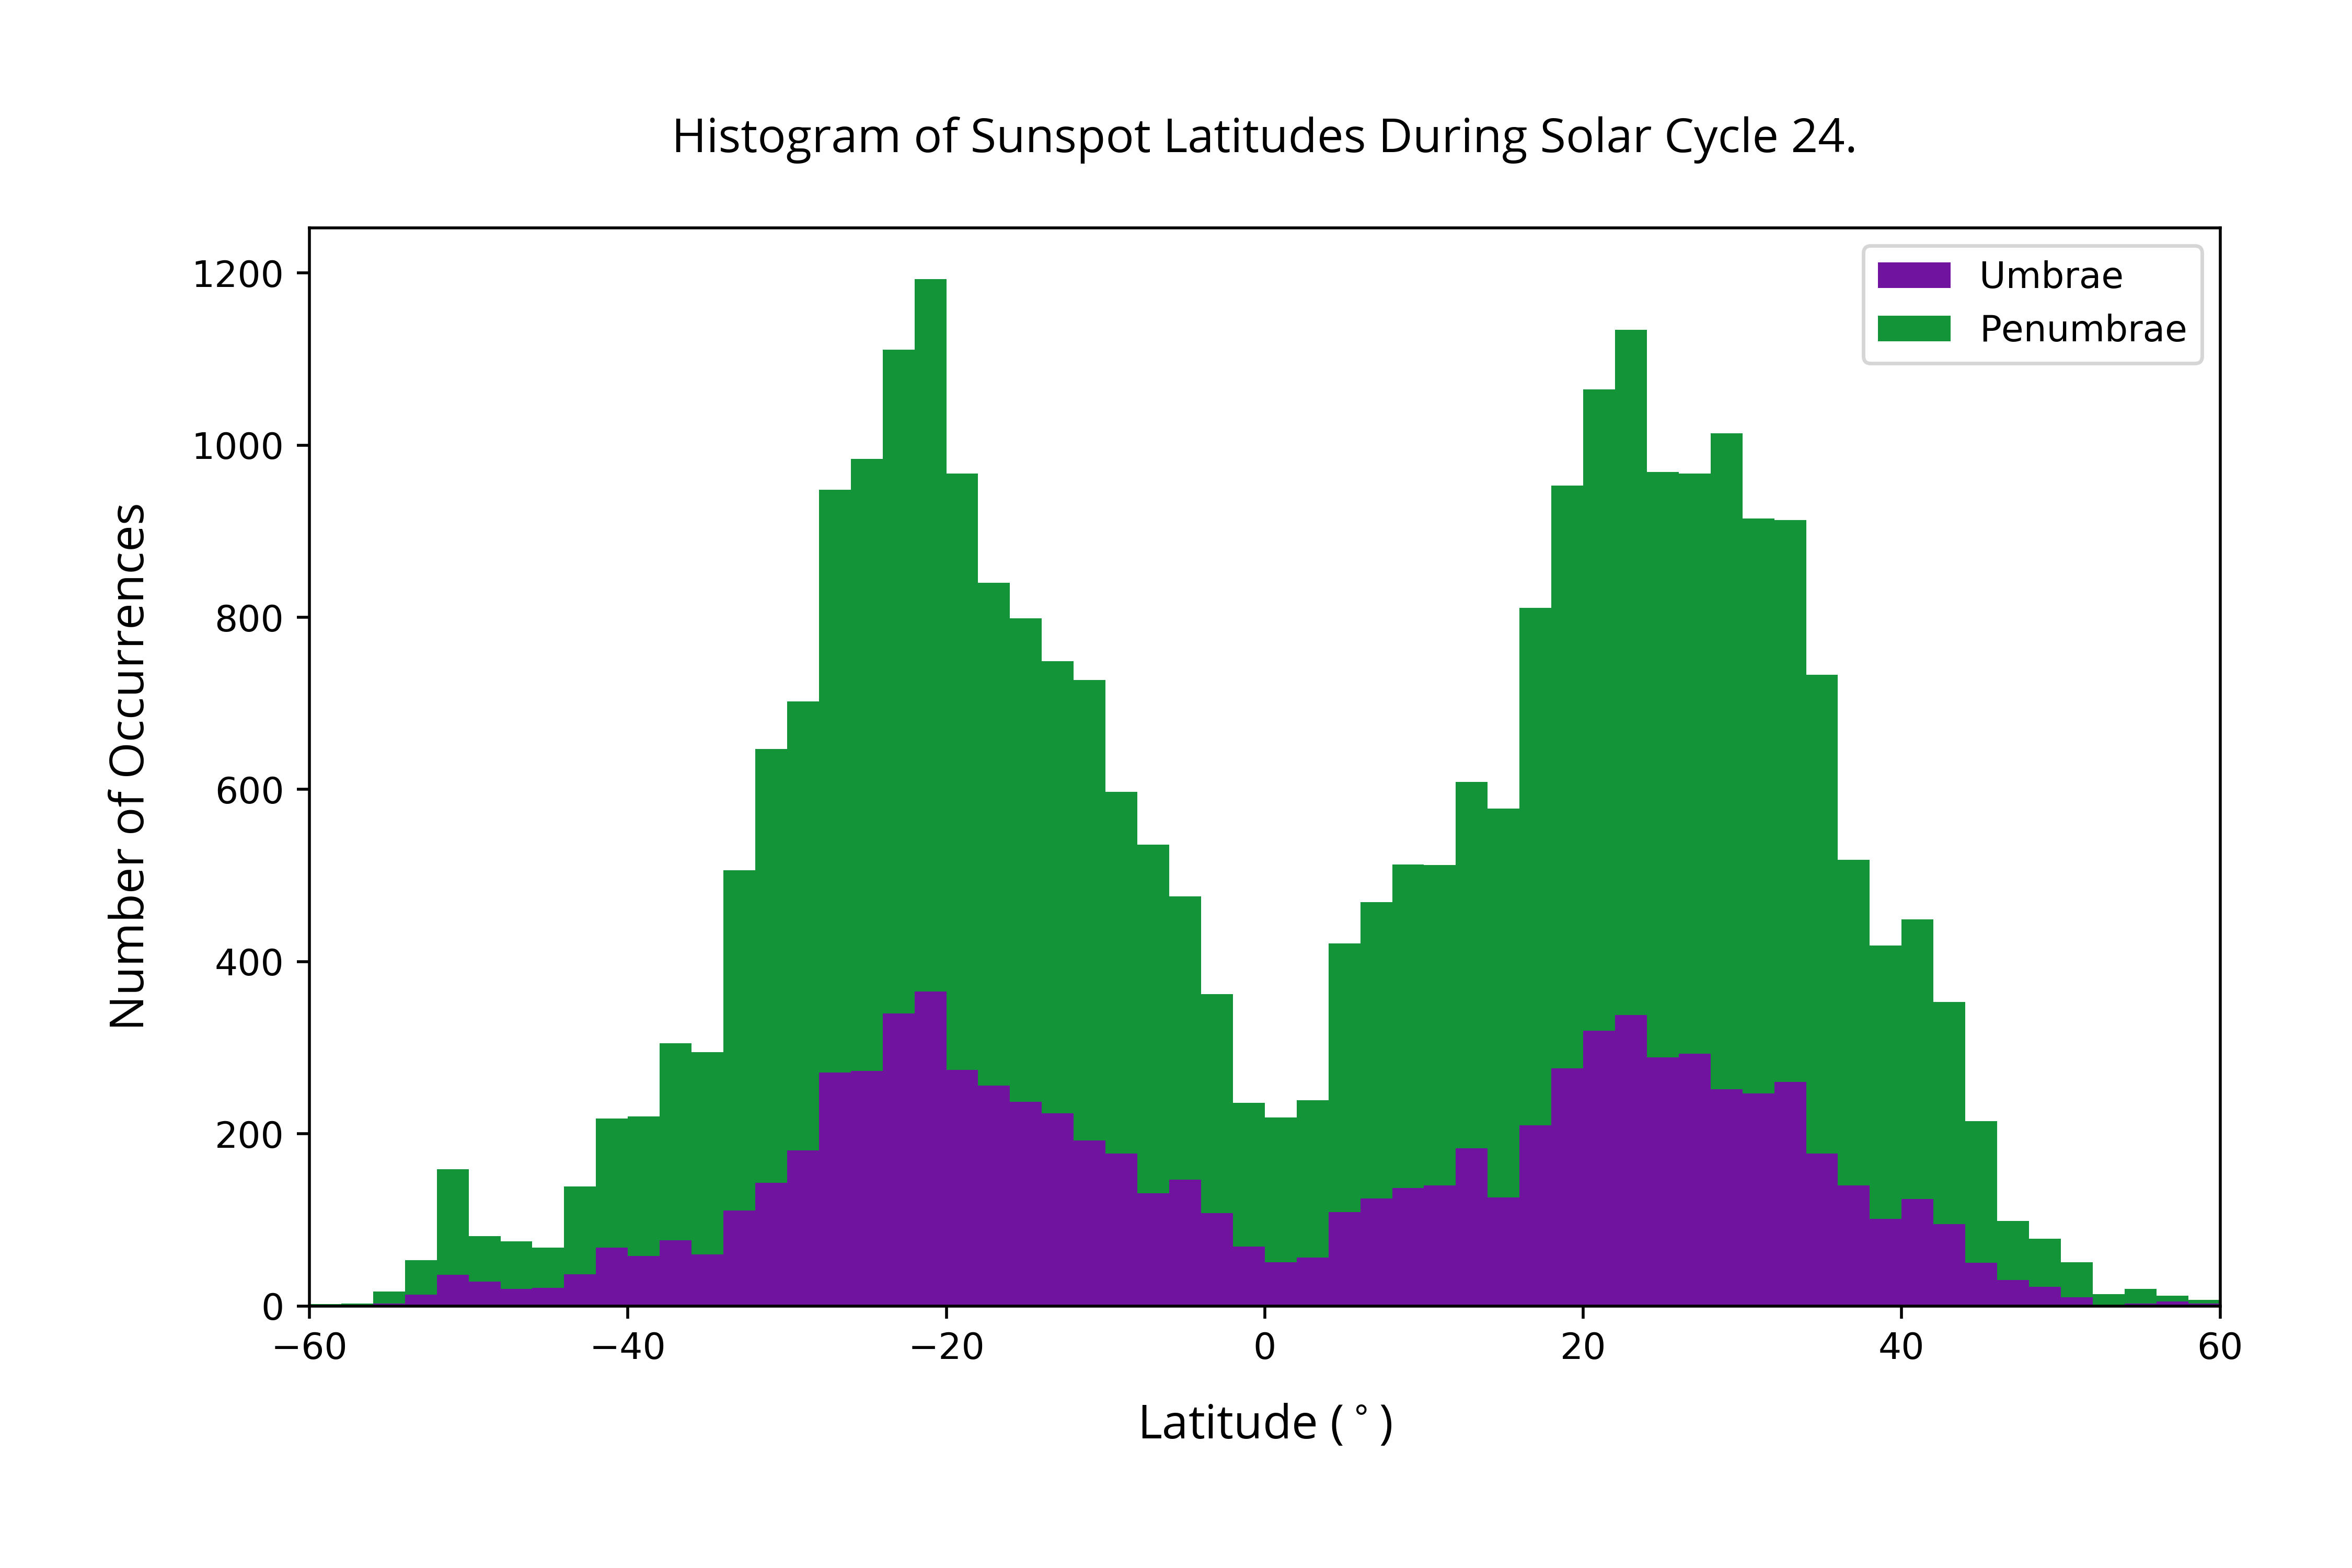 Histogram of Sunspot Latitudes During Solar Cycle 24.
Umbrae
Penumbrae
Number of Occurrences
1200
1000
800
600
400
200
0
−60
−40
−20
0
20
40
60
Latitude (°)